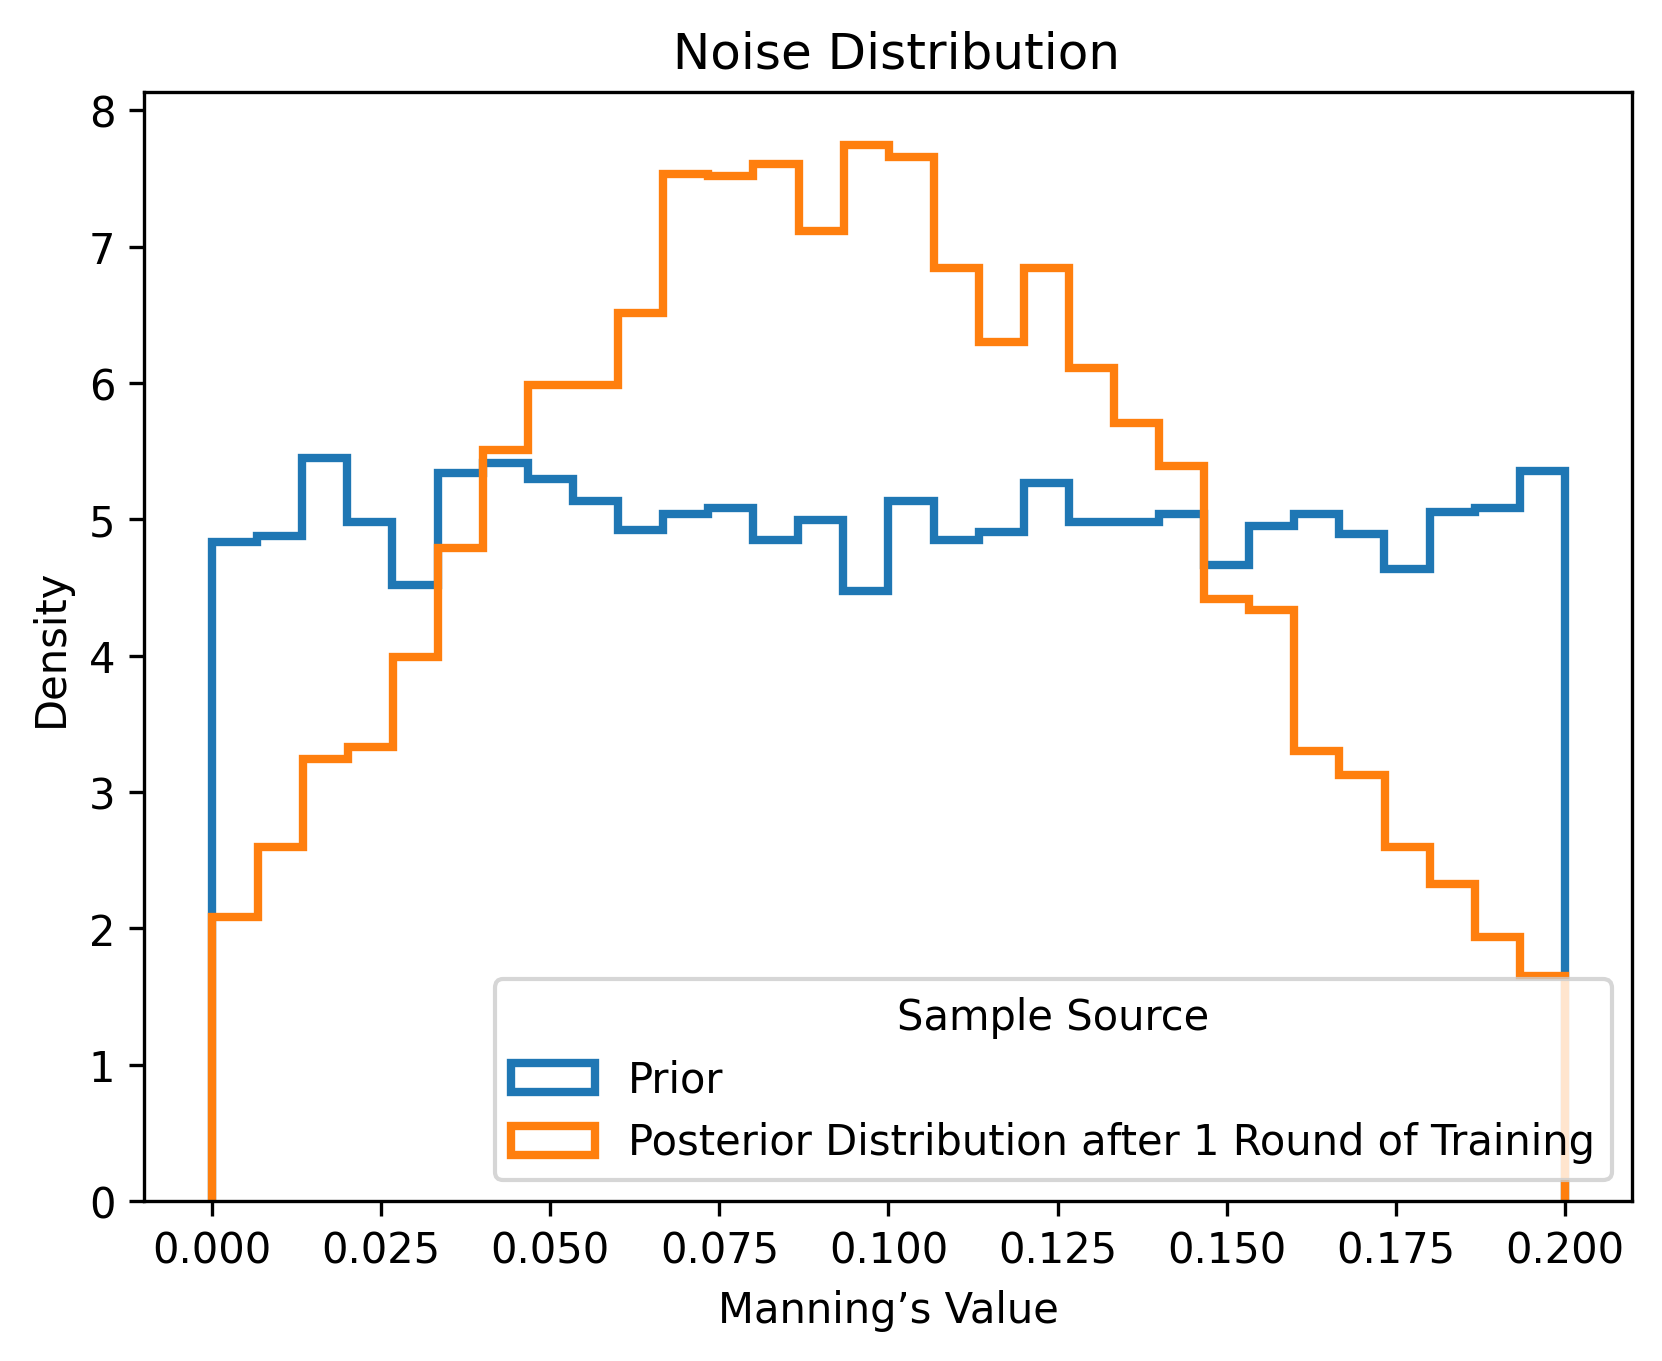 Noise Distribution
8
7
6
5
4
3
2
1
0
Density
Sample Source
Prior
Posterior Distribution after 1 Round of Training
0.000 0.025 0.050 0.075 0.100 0.125 0.150 0.175 0.200
Manning’s Value